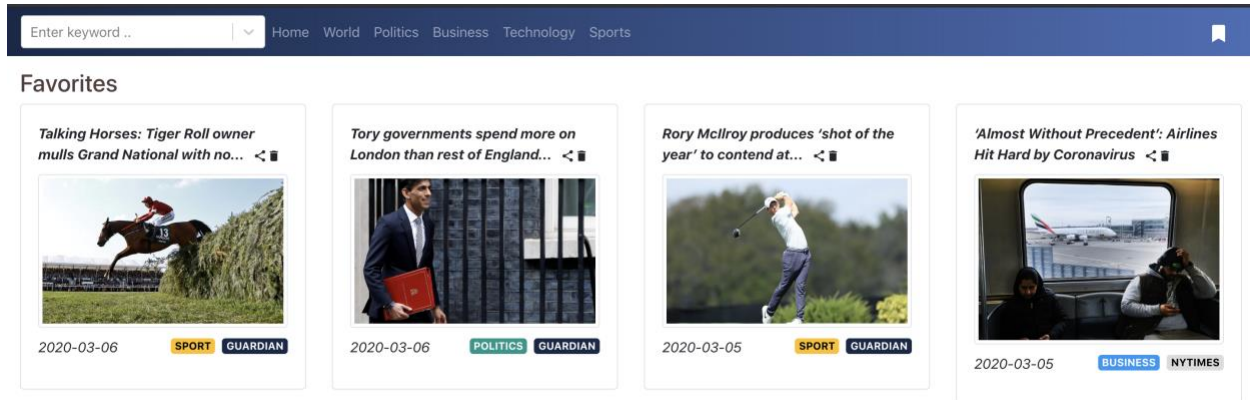 Enter keyword ..
Home World Politics Business Technology Sports
Favorites
Talking Horses: Tiger Roll owner
mulls Grand National with no...
13
2020-03-06
SPORT GUARDIAN
Tory governments spend more on
London than rest of England...
2020-03-06
POLITICS GUARDIAN
Rory McIlroy produces ‘shot of the
year’ to contend at...
2020-03-05
SPORT GUARDIAN
‘Almost Without Precedent’: Airlines
Hit Hard by Coronavirus
2020-03-05
BUSINESS NYTIMES